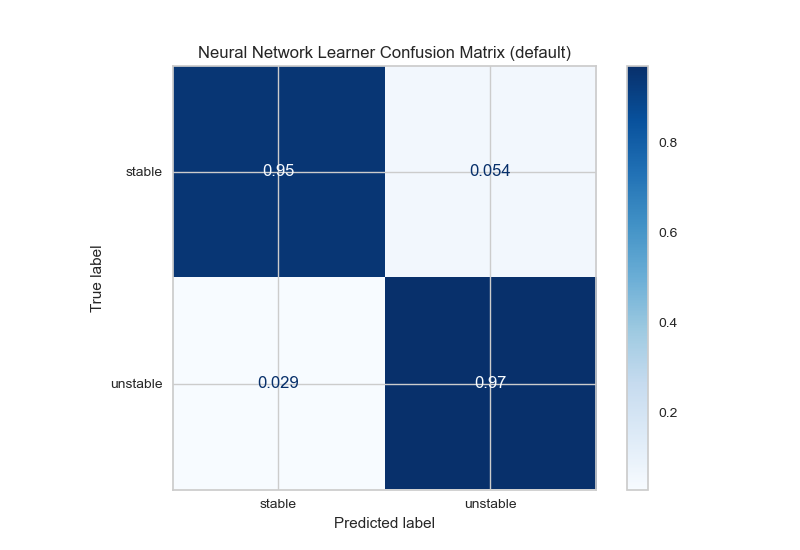 Neural Network Learner Confusion Matrix (default)
stable
0.95
0.054
0.8
0.6
0.4
0.2
True label
unstable
0.029
0.97
stable
unstable
Predicted label